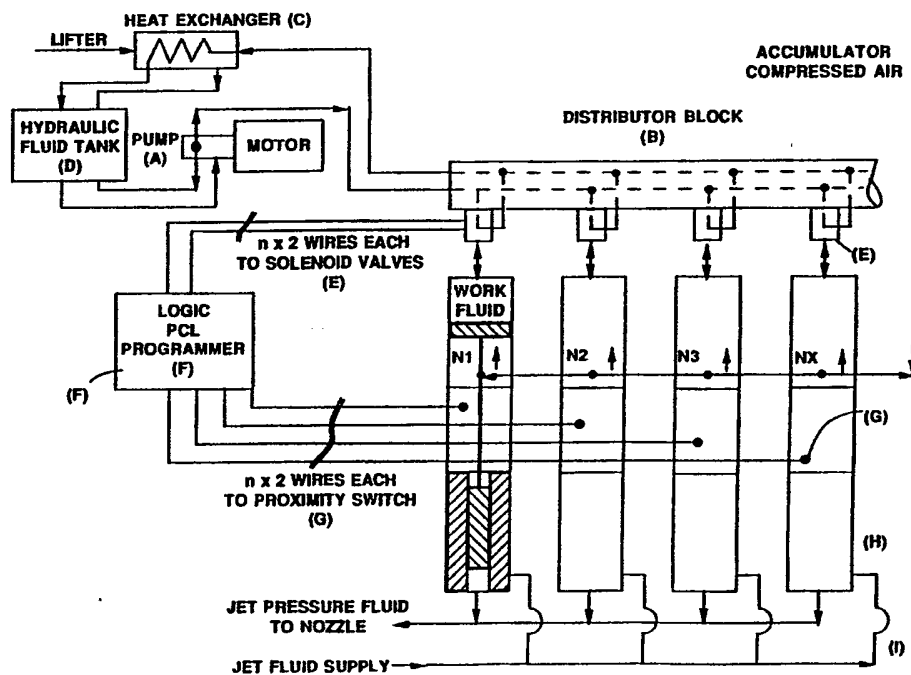 HEAT EXCHANGER (C)
LIFTER
ACCUMULATOR
COMPRESSED AIR
DISTRIBUTOR BLOCK
(B)
HYDRAULIC
FLUID TANK
(D)
PUMP
(A)
MOTOR
n x 2 WIRES EACH
TO SOLENOID VALVES
(E)
(E)
WORK
FLUID
LOGIC
PCL
PROGRAMMER
(F)
(F)
N1
N2
N3
NX
(G)
n x 2 WIRES EACH
TO PROXIMITY SWITCH
(G)
(H)
JET PRESSURE FLUID
TO NOZZLE
(I)
JET FLUID SUPPLY